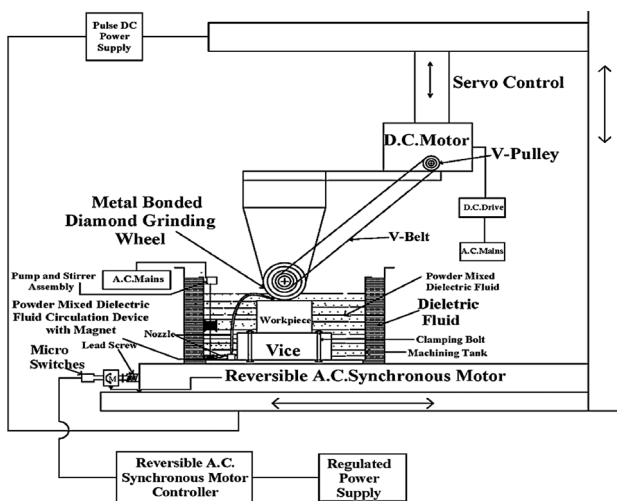 Pulse DC
Power
Supply
Servo Control
D.C.Motor
V-Pulley
Metal Bonded
Diamond Grinding
Wheel
D.C.Drive
V-Belt
A.C.Mains
Pump and Stirrer
Assembly
A.C.Mains
Powder Mixed
Dielectric Fluid
Powder Mixed Dielectric
Fluid Circulation Device
with Magnet
Dieletric
Fluid
Workpiece
Nozzle
Clamping Bolt
Vice
Machining Tank
Micro
Switches
Lead Screw
M
Reversible A.C.Synchronous Motor
Reversible A.C.
Synchronous Motor
Controller
Regulated
Power
Supply